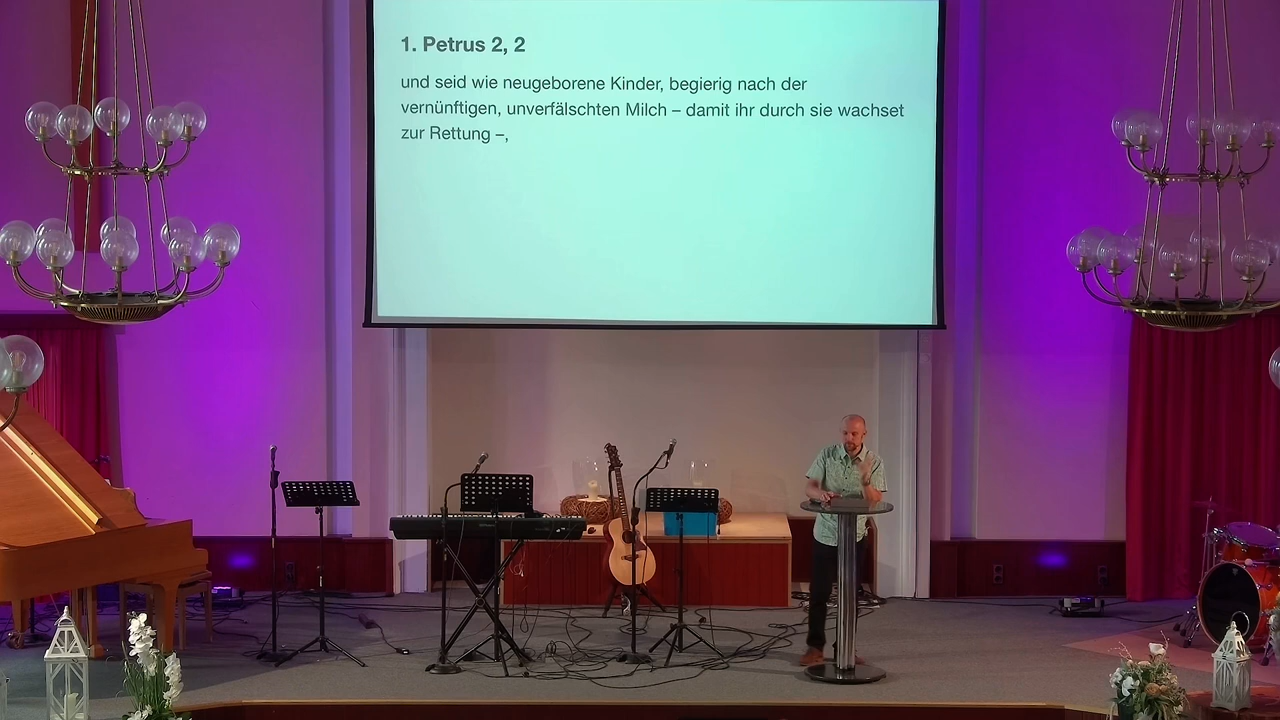 1. Petrus 2, 2
und seid wie neugeborene Kinder, begierig nach der
vernünftigen, unverfälschten Milch – damit ihr durch sie wachset
zur Rettung –,